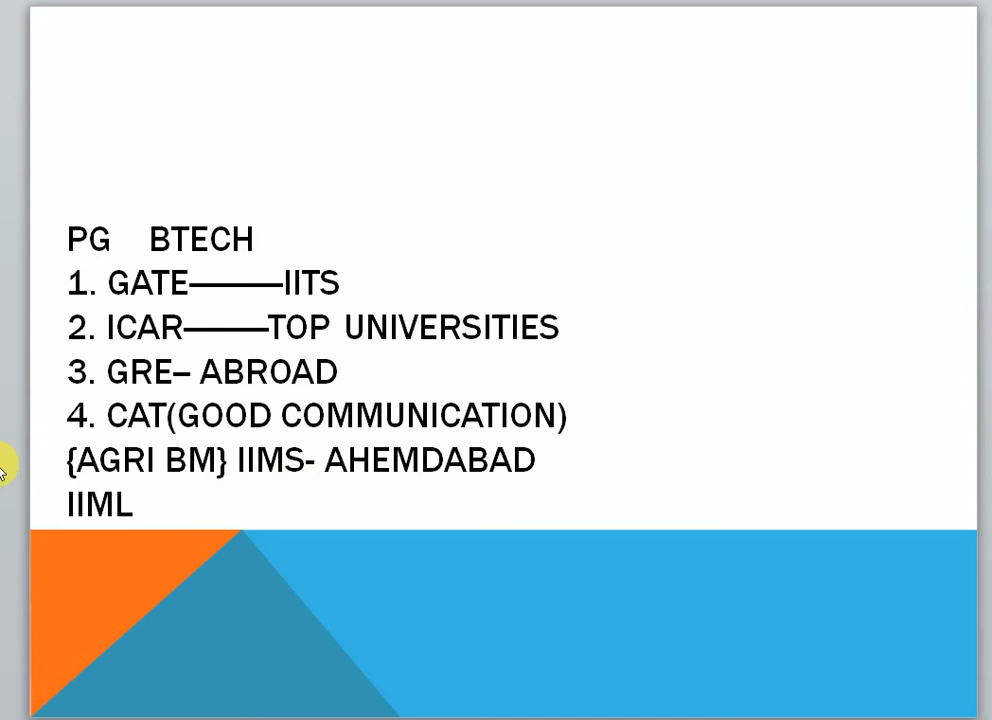 PG BTECH
1. GATE———IITS
2. ICAR———TOP UNIVERSITIES
3. GRE– ABROAD
4. CAT(GOOD COMMUNICATION)
{AGRI BM} IIMS- AHEMDABAD
IIML